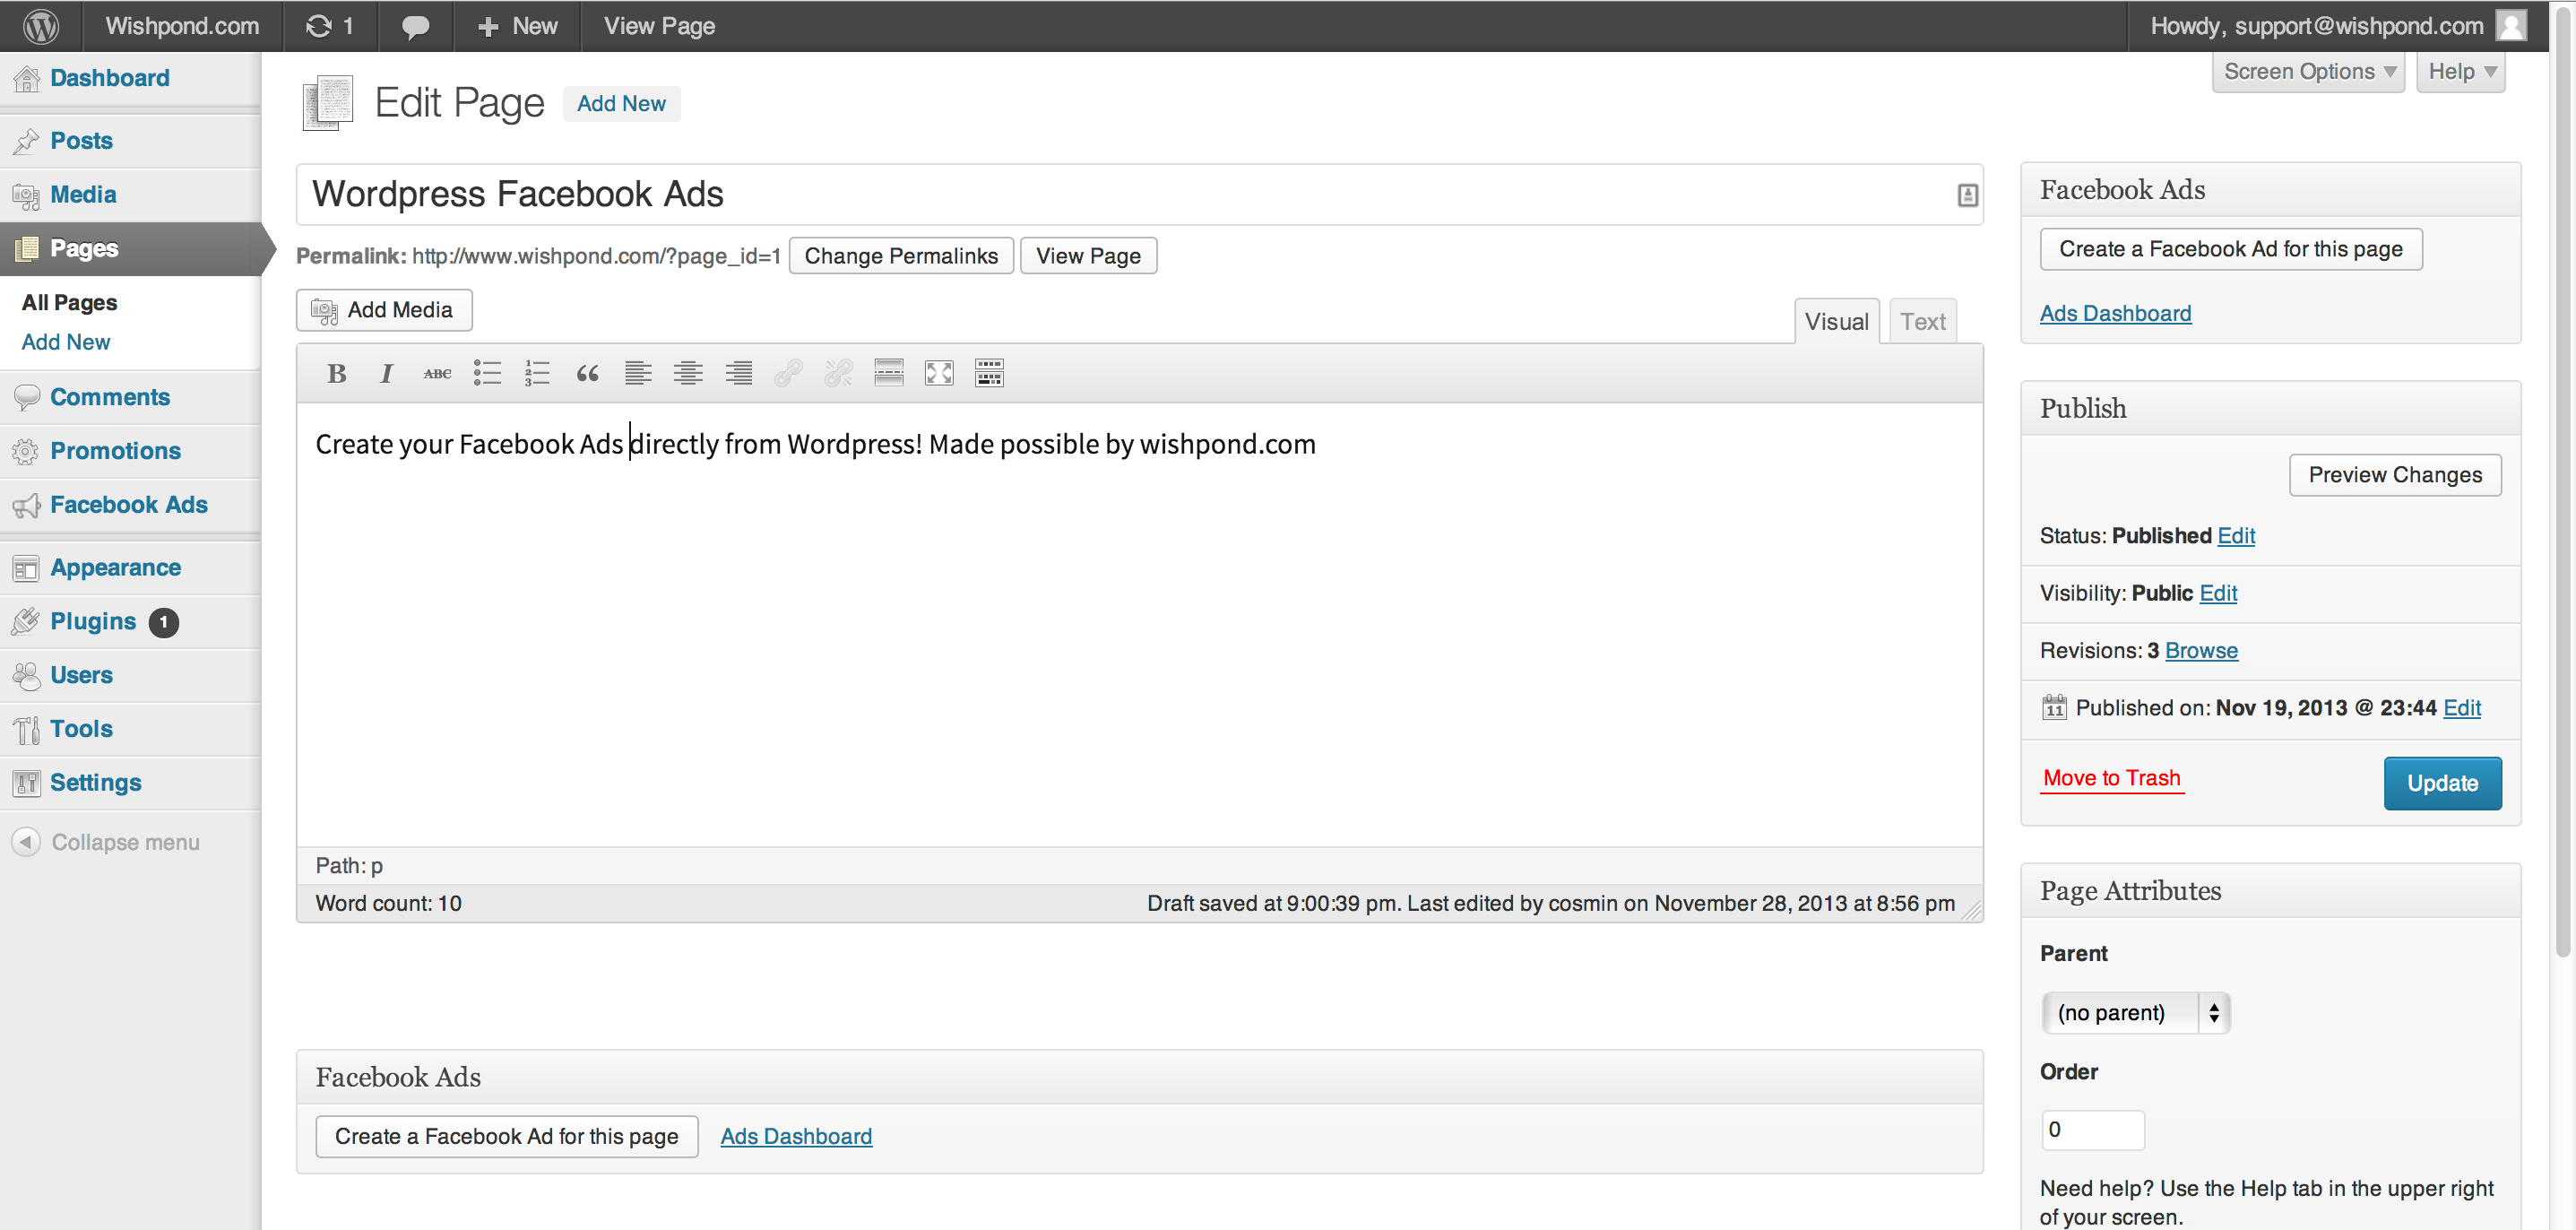 Wishpond.com 1 New View Page Howdy, support@wishpond.com
Screen Options Help
Dashboard
Posts
Media
Pages
All Pages
Add New
Comments
Promotions
Facebook Ads
Appearance
Plugins 1
Users
Tools
Settings
Collapse menu
Edit Page Add New
Wordpress Facebook Ads
Permalink: http://www.wishpond.com/?page_id=1 Change Permalinks View Page
Add Media
Visual Text
B I ABC
Create your Facebook Ads directly from Wordpress! Made possible by wishpond.com
Path: p
Word count: 10 Draft saved at 9:00:39 pm. Last edited by cosmin on November 28, 2013 at 8:56 pm
Facebook Ads
Create a Facebook Ad for this page Ads Dashboard
Facebook Ads
Create a Facebook Ad for this page
Ads Dashboard
Publish
Preview Changes
Status: Published Edit
Visibility: Public Edit
Revisions: 3 Browse
11 Published on: Nov 19, 2013 @ 23:44 Edit
Move to Trash Update
Page Attributes
Parent
(no parent)
Order
0
Need help? Use the Help tab in the upper right
of your screen.